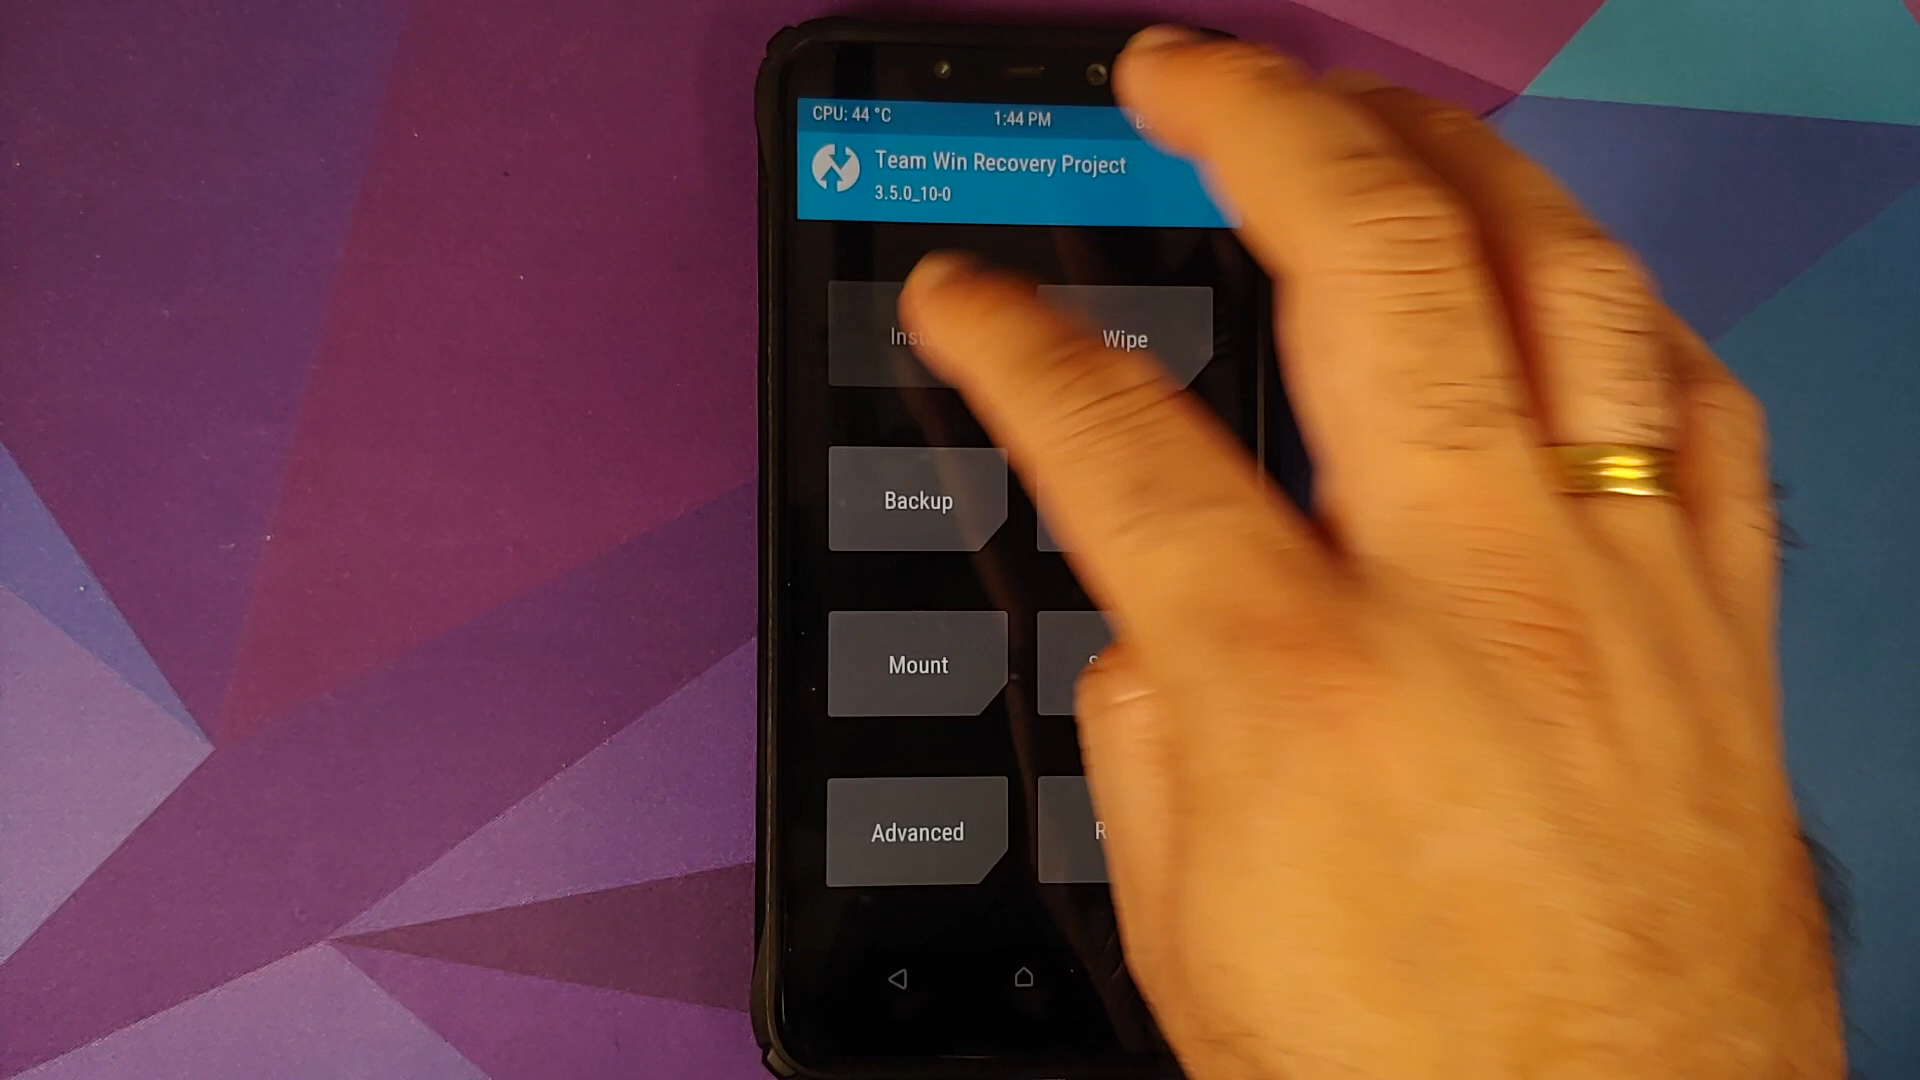 CPU: 44 °C 1:44 PM
Team Win Recovery Project
3.5.0_10-0
Wipe
Backup
Mount
Advanced